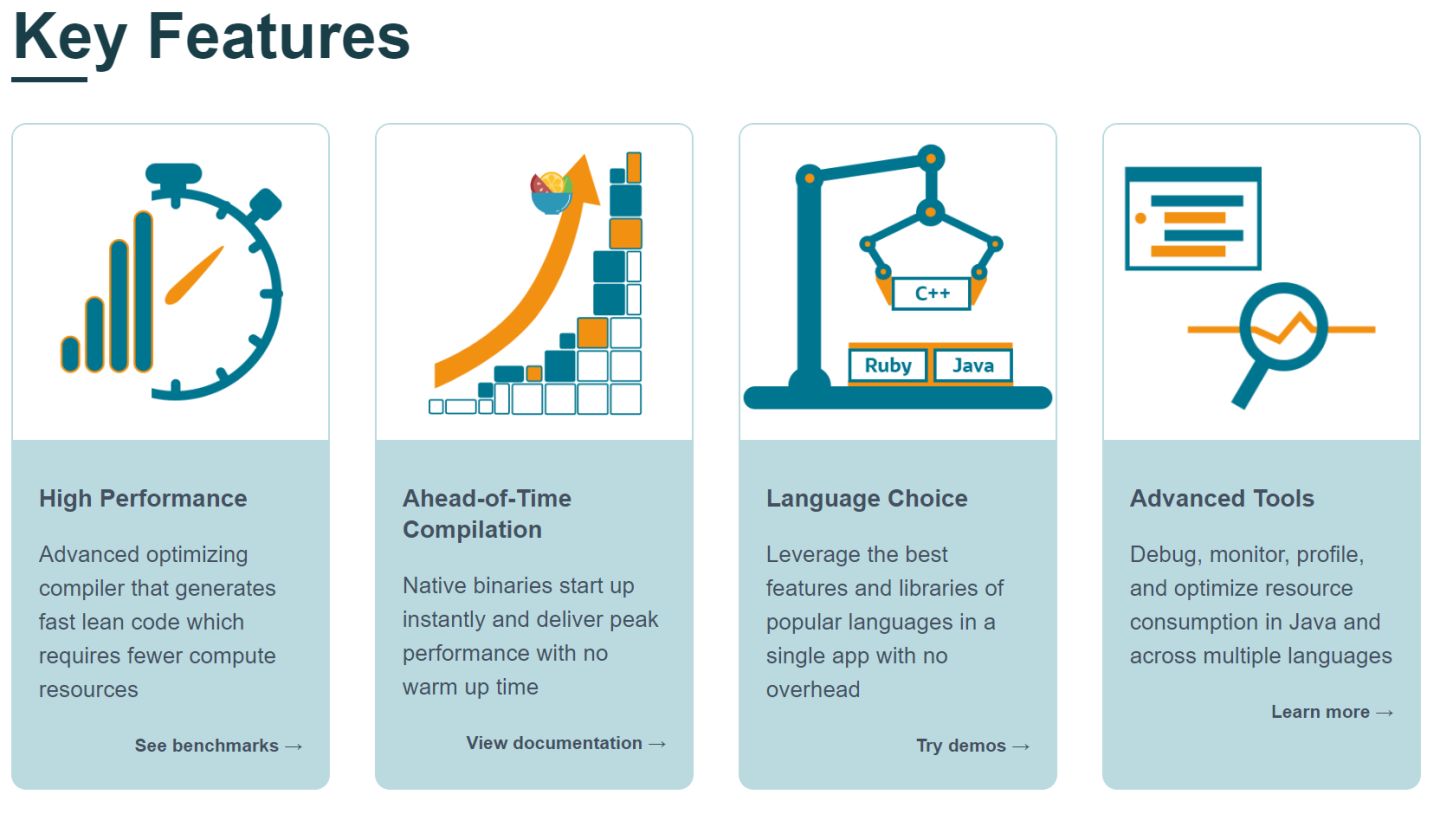 Key Features
C++
Ruby
Java
High Performance
Advanced optimizing
compiler that generates
fast lean code which
requires fewer compute
resources
See benchmarks →
Ahead-of-Time
Compilation
Native binaries start up
instantly and deliver peak
performance with no
warm up time
View documentation →
Language Choice
Leverage the best
features and libraries of
popular languages in a
single app with no
overhead
Try demos →
Advanced Tools
Debug, monitor, profile,
and optimize resource
consumption in Java and
across multiple languages
Learn more →